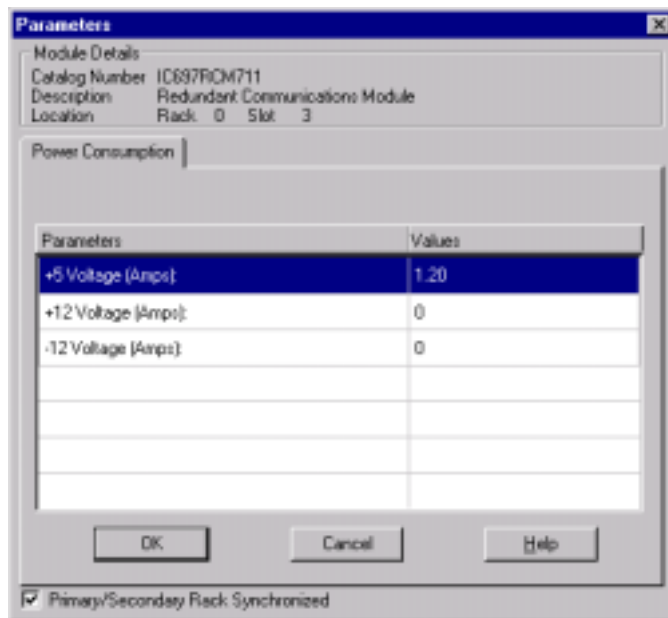 Parameters
Module Details
Catalog Number IC697RCM711
Description Redundant Communications Module
Location Rack 0 Slot 3
Power Consumption
Parameters Values
+5 Voltage (Amps): 1.20
+12 Voltage (Amps): 0
-12 Voltage (Amps): 0
OK Cancel Help
Primary/Secondary Rack Synchronized